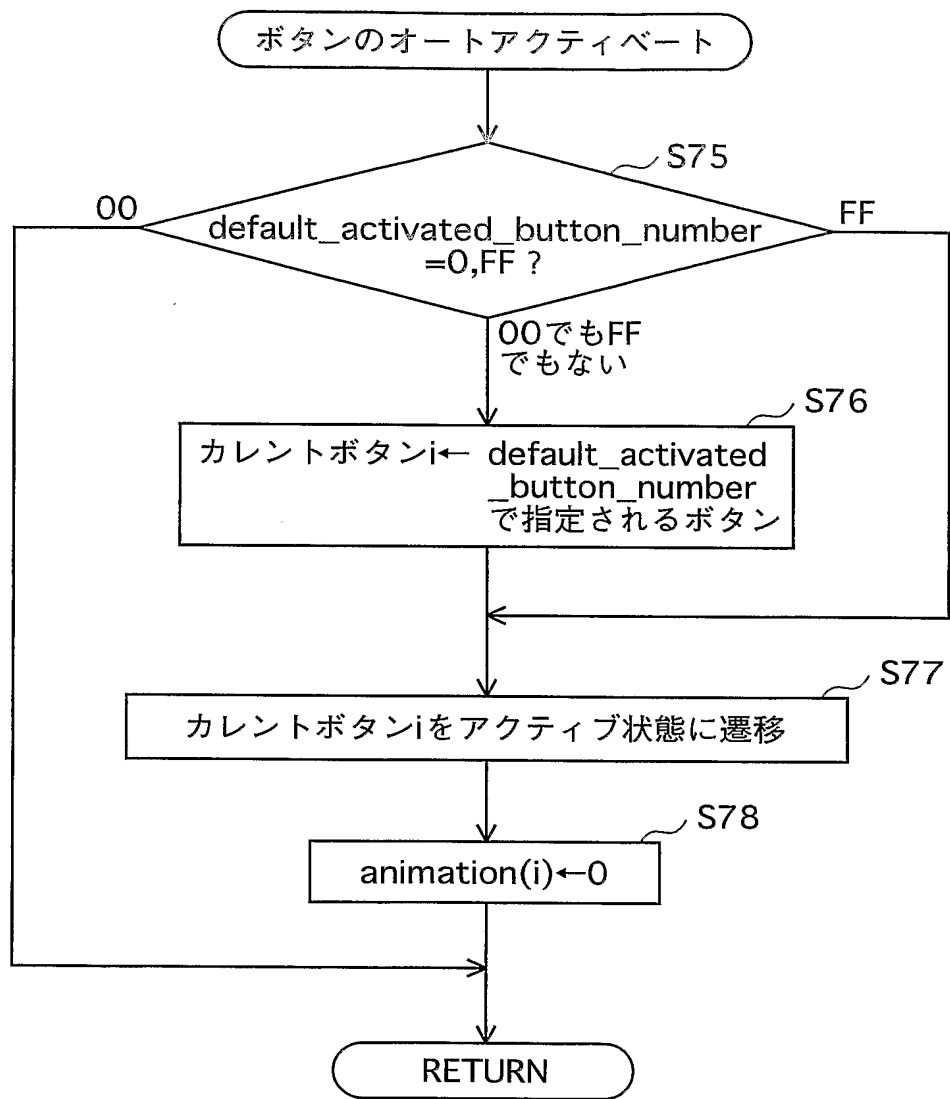 ボタンのオートアクティベート
S75
00
FF
default_activated_button_number
=0,FF ?
00でもFF
でもない
S76
カレントボタンi← default_activated
_button_number
で指定されるボタン
S77
カレントボタンiをアクティブ状態に遷移
S78
animation(i)←0
RETURN